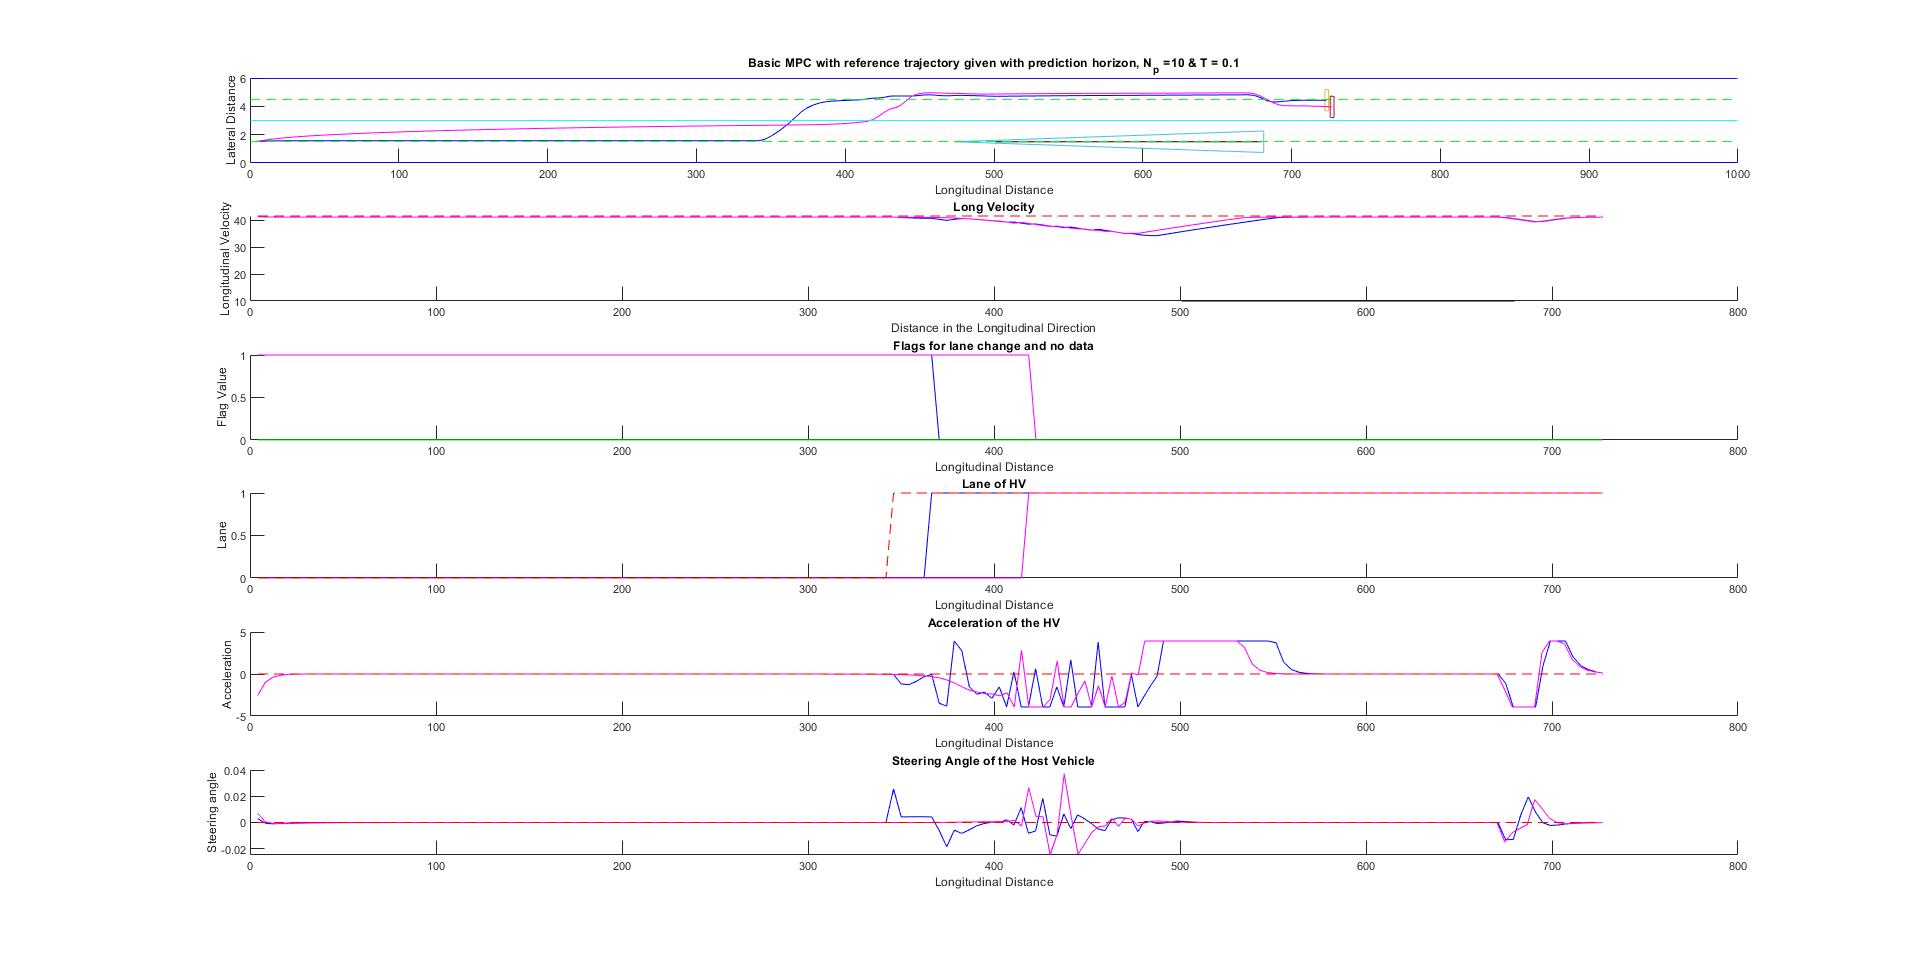 Basic MPC with reference trajectory given with prediction horizon, Np =10 & T = 0.1
Lateral Distance
6
4
2
0
0 100 200 300 400 500 600 700 800 900 1000
Longitudinal Distance
Long Velocity
Longitudinal Velocity
40
30
20
10
0 100 200 300 400 500 600 700 800
Distance in the Longitudinal Direction
Flags for lane change and no data
Flag Value
1
0.5
0
0 100 200 300 400 500 600 700 800
Longitudinal Distance
Lane of HV
Lane
1
0.5
0
0 100 200 300 400 500 600 700 800
Longitudinal Distance
Acceleration of the HV
Acceleration
5
0
-5
0 100 200 300 400 500 600 700 800
Longitudinal Distance
Steering Angle of the Host Vehicle
Steering angle
0.04
0.02
0
-0.02
0 100 200 300 400 500 600 700 800
Longitudinal Distance